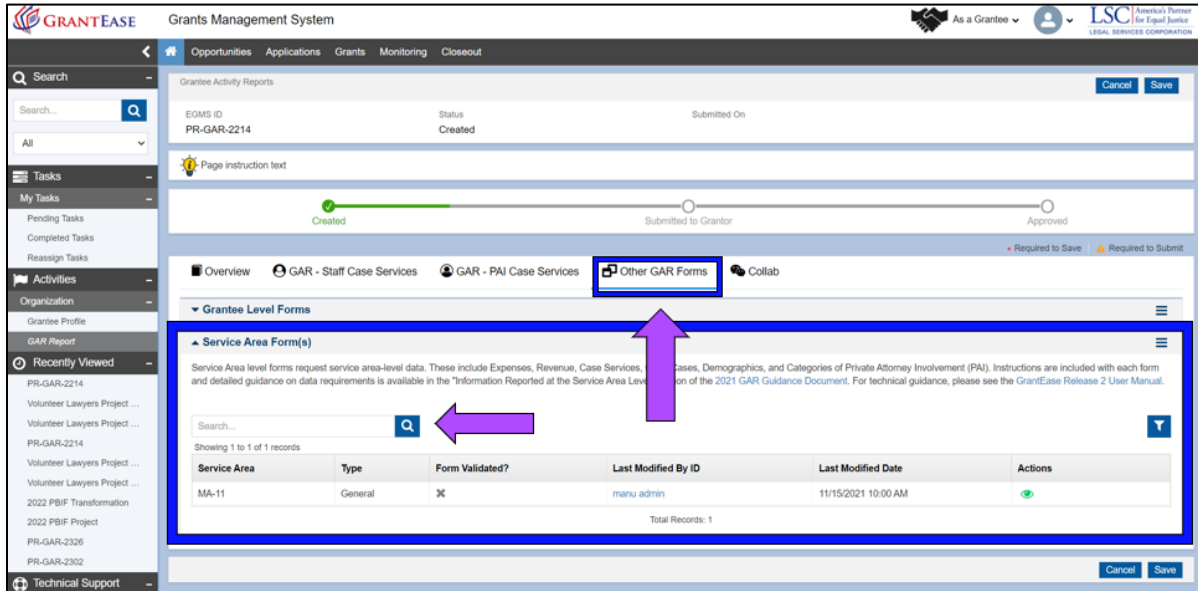 GRANTEASE
Grants Management System
As a Grantee
LSC America's Partner for Equal Justice
LEGAL SERVICES CORPORATION
Opportunities Applications Grants Monitoring Closeout
Search
Search...
All
Tasks
My Tasks
Pending Tasks
Completed Tasks
Reassign Tasks
Activities
Organization
Grantee Profile
GAR Report
Recently Viewed
PR-GAR-2214
Volunteer Lawyers Project ...
Volunteer Lawyers Project ...
PR-GAR-2214
Volunteer Lawyers Project ...
Volunteer Lawyers Project ...
2022 PBIF Transformation
2022 PBIF Project
PR-GAR-2326
PR-GAR-2302
Technical Support
Grantee Activity Reports
Cancel Save
EGMS ID Status Submitted On
PR-GAR-2214 Created
Page instruction text
Created Submitted to Grantor Approved
Required to Save Required to Submit
Overview GAR - Staff Case Services GAR - PAI Case Services Other GAR Forms Collab
Grantee Level Forms
Service Area Form(s)
Service Area level forms request service area-level data. These include Expenses, Revenue, Case Services, Cases, Demographics, and Categories of Private Attorney Involvement (PAI). Instructions are included with each form
and detailed guidance on data requirements is available in the "Information Reported at the Service Area Leve on of the 2021 GAR Guidance Document. For technical guidance, please see the GrantEase Release 2 User Manual.
Search...
Showing 1 to 1 of 1 records
Service Area Type Form Validated? Last Modified By ID Last Modified Date Actions
MA-11 General manu admin 11/15/2021 10:00 AM
Total Records: 1
Cancel Save